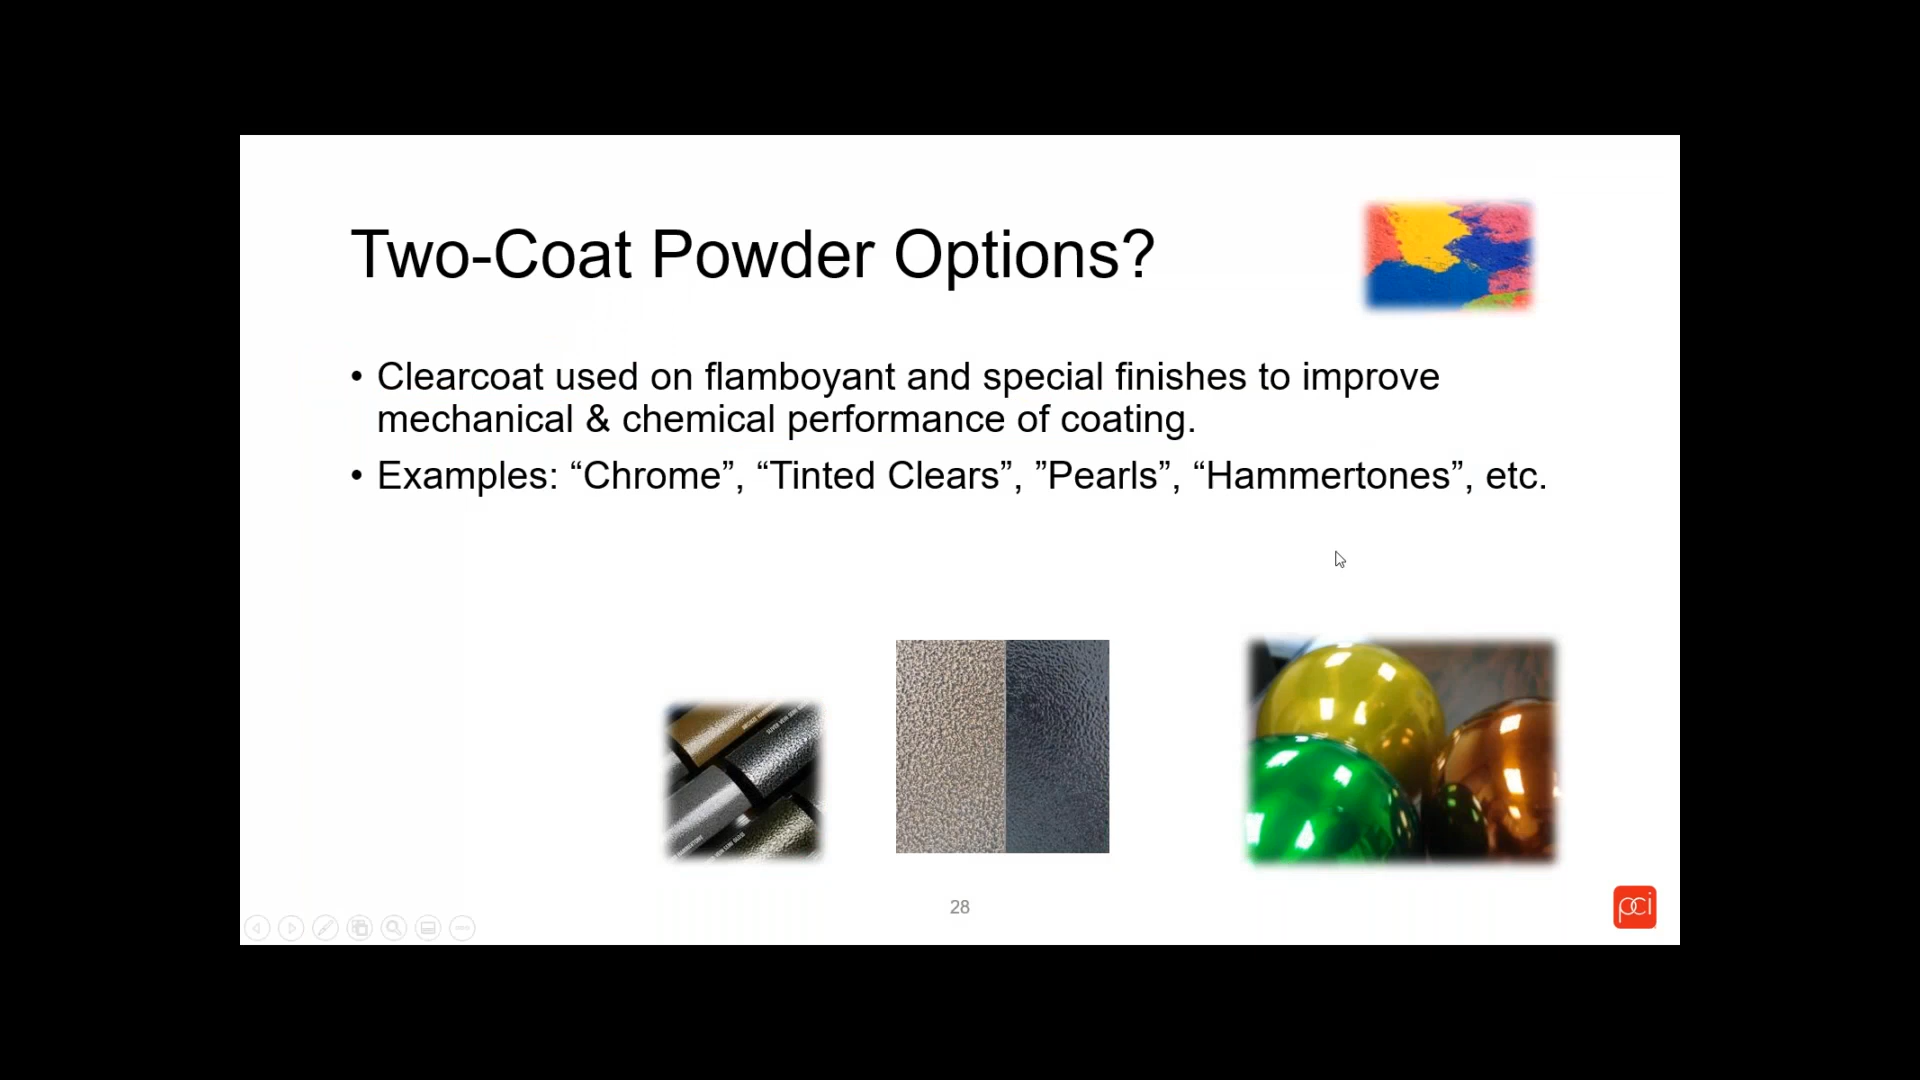 Two-Coat Powder Options?
• Clearcoat used on flamboyant and special finishes to improve
mechanical & chemical performance of coating.
• Examples: “Chrome”, “Tinted Clears”, ”Pearls”, “Hammertones”, etc.
28
pci